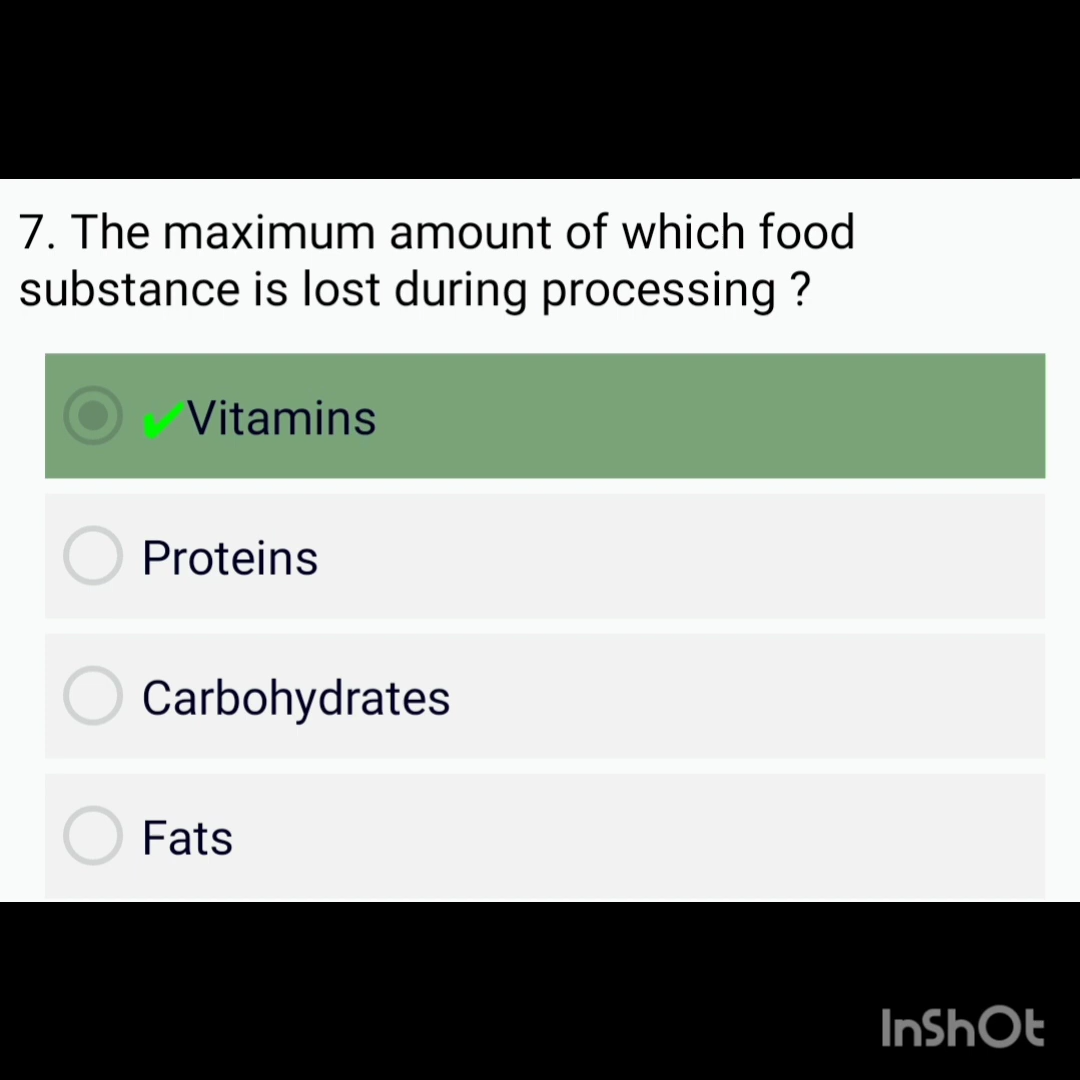 7. The maximum amount of which food
substance is lost during processing ?
✔Vitamins
Proteins
Carbohydrates
Fats
InShOt